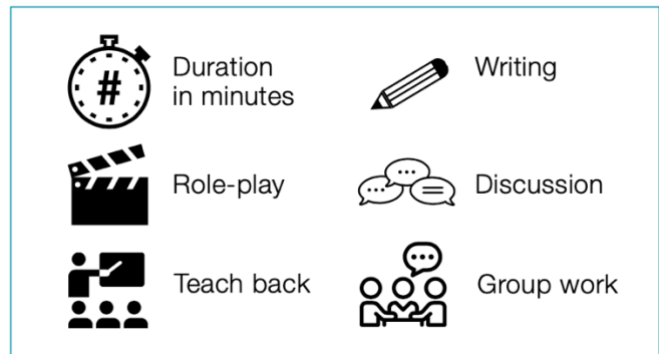 #
Duration
in minutes
Writing
Role-play
Discussion
Teach back
Group work